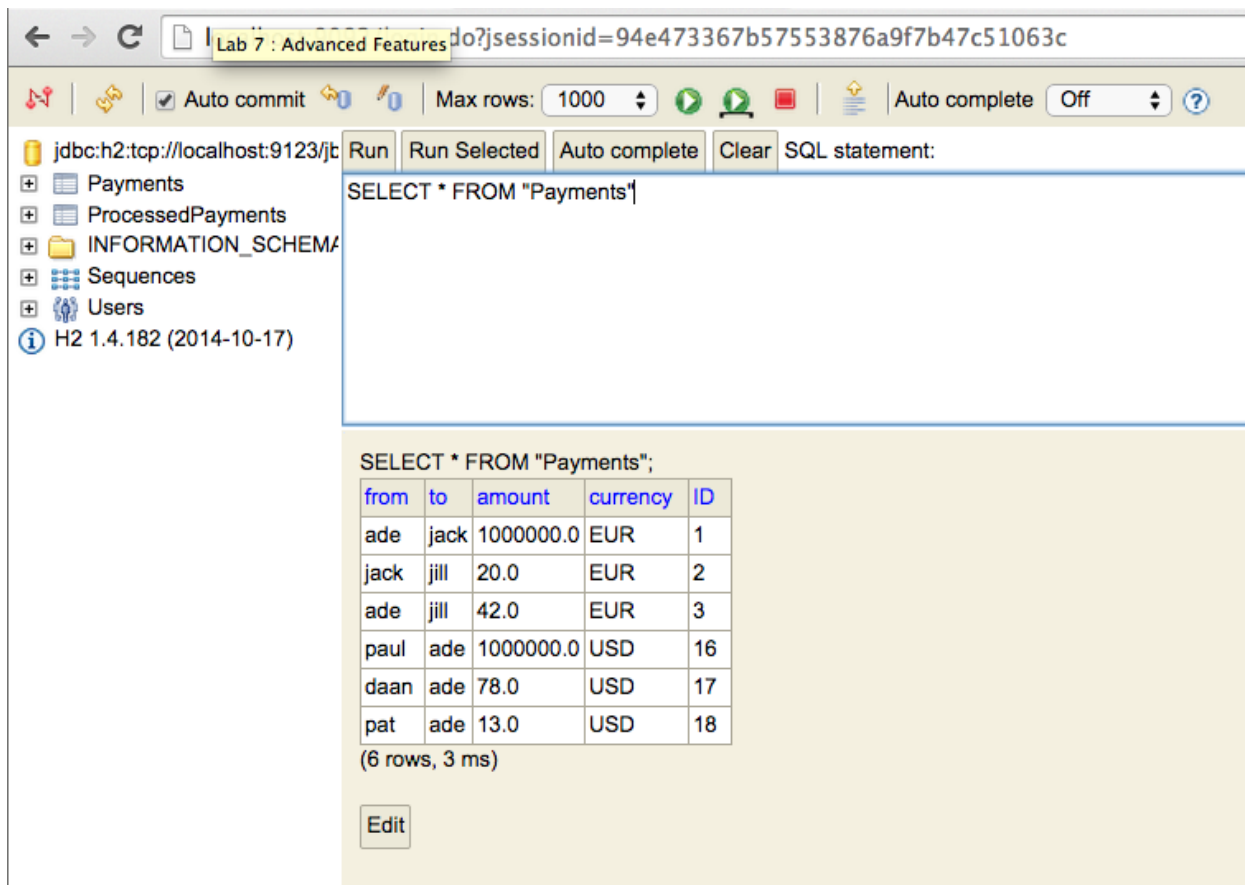 Lab 7 : Advanced Features
do?jsessionid=94e473367b57553876a9f7b47c51063c
Auto commit Max rows: 1000 Auto complete Off
jdbc:h2:tcp://localhost:9123/jb
Payments
ProcessedPayments
INFORMATION_SCHEMA
Sequences
Users
H2 1.4.182 (2014-10-17)
Run Run Selected Auto complete Clear SQL statement:
SELECT * FROM "Payments"
SELECT * FROM "Payments";
from to amount currency ID
ade jack 1000000.0 EUR 1
jack jill 20.0 EUR 2
ade jill 42.0 EUR 3
paul ade 1000000.0 USD 16
daan ade 78.0 USD 17
pat ade 13.0 USD 18
(6 rows, 3 ms)
Edit